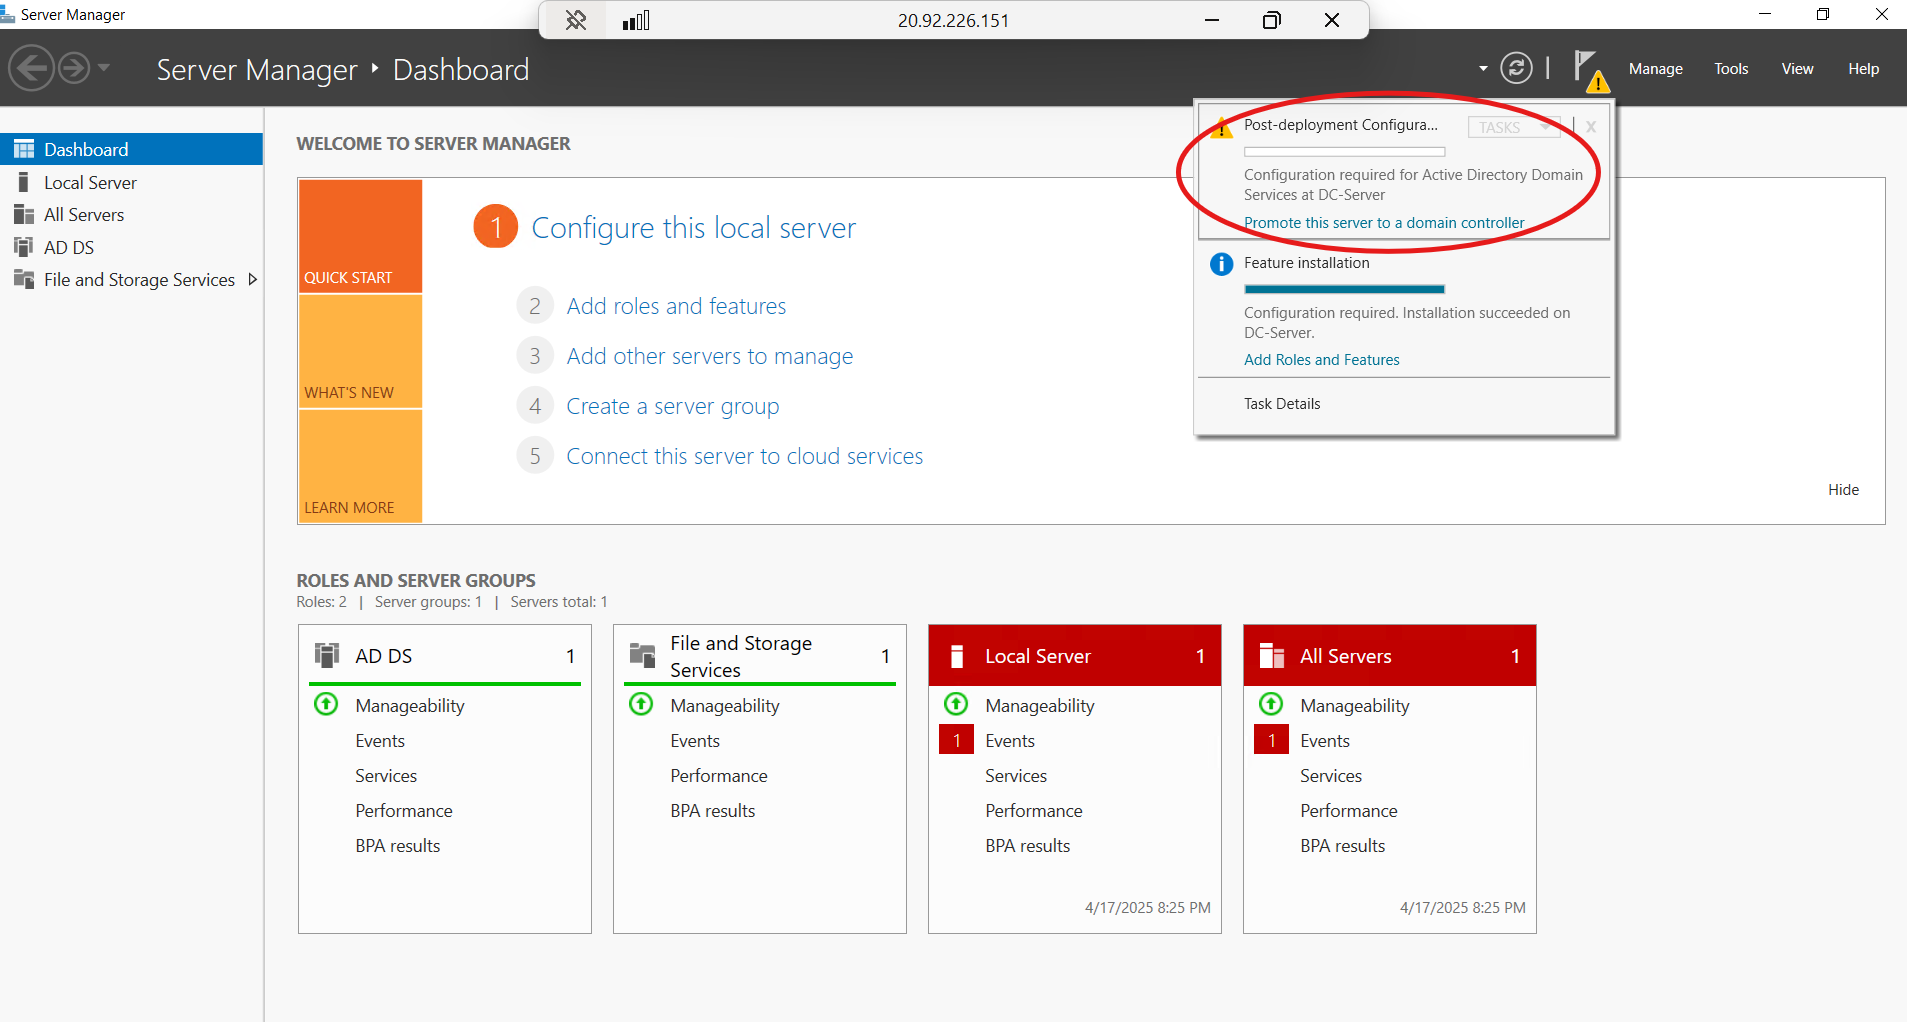 Server Manager
20.92.226.151
Server Manager ‣ Dashboard
Manage
Tools
View
Help
Dashboard
Local Server
All Servers
AD DS
File and Storage Services
WELCOME TO SERVER MANAGER
QUICK START
WHAT'S NEW
LEARN MORE
1 Configure this local server
2 Add roles and features
3 Add other servers to manage
4 Create a server group
5 Connect this server to cloud services
Hide
Post-deployment Configura...
TASKS
X
Configuration required for Active Directory Domain
Services at DC-Server
Promote this server to a domain controller
Feature installation
Configuration required. Installation succeeded on
DC-Server.
Add Roles and Features
Task Details
ROLES AND SERVER GROUPS
Roles: 2 | Server groups: 1 | Servers total: 1
AD DS 1
Manageability
Events
Services
Performance
BPA results
File and Storage
Services
1
Manageability
Events
Performance
BPA results
Local Server 1
Manageability
1 Events
Services
Performance
BPA results
4/17/2025 8:25 PM
All Servers 1
Manageability
1 Events
Services
Performance
BPA results
4/17/2025 8:25 PM